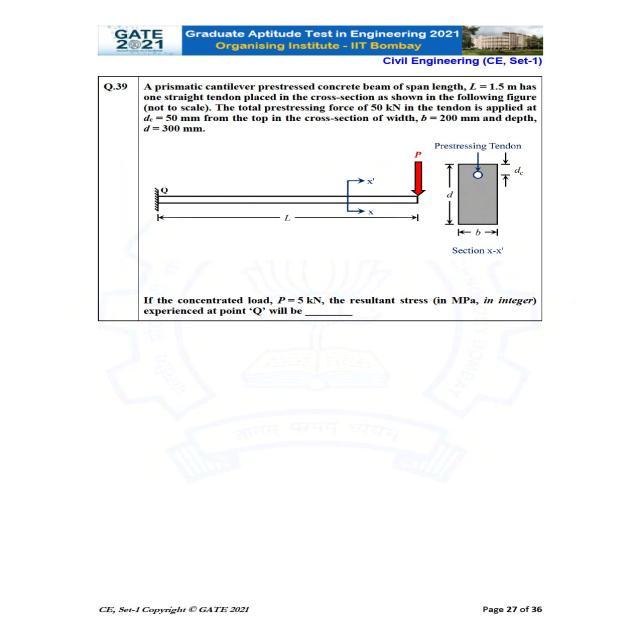 GATE
2021
Graduate Aptitude Test in Engineering 2021
Organising Institute - IIT Bombay
Civil Engineering (CE, Set-1)
Q.39
A prismatic cantilever prestressed concrete beam of span length, L = 1.5 m has
one straight tendon placed in the cross-section as shown in the following figure
(not to scale). The total prestressing force of 50 kN in the tendon is applied at
dc = 50 mm from the top in the cross-section of width, b = 200 mm and depth,
d = 300 mm.
Prestressing Tendon
P
Q
x'
x
L
d
dc
b
Section x-x'
If the concentrated load, P = 5 kN, the resultant stress (in MPa, in integer)
experienced at point ‘Q’ will be ________
BOMBAY
CE, Set-1 Copyright © GATE 2021
Page 27 of 36